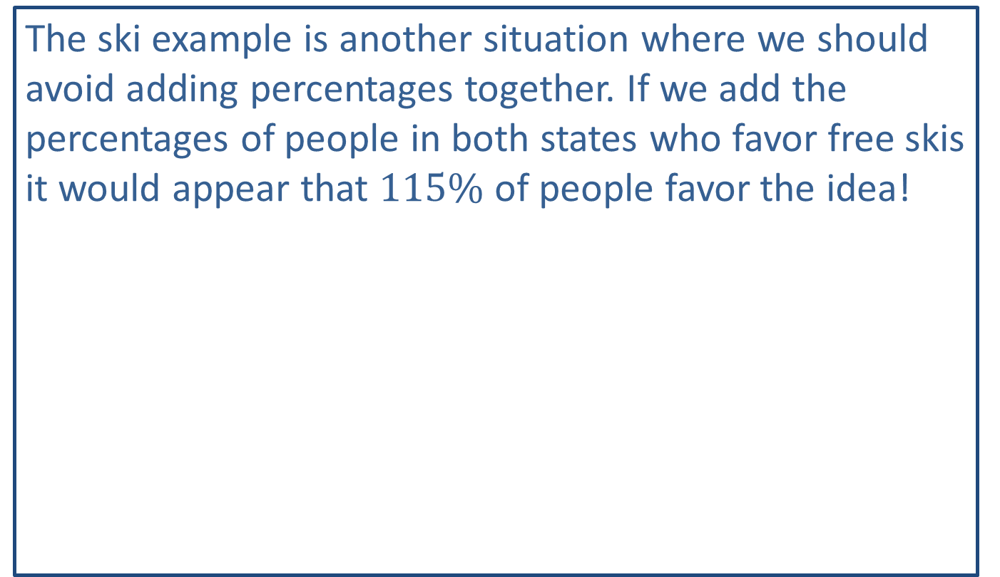 The ski example is another situation where we should
avoid adding percentages together. If we add the
percentages of people in both states who favor free skis
it would appear that 115% of people favor the idea!